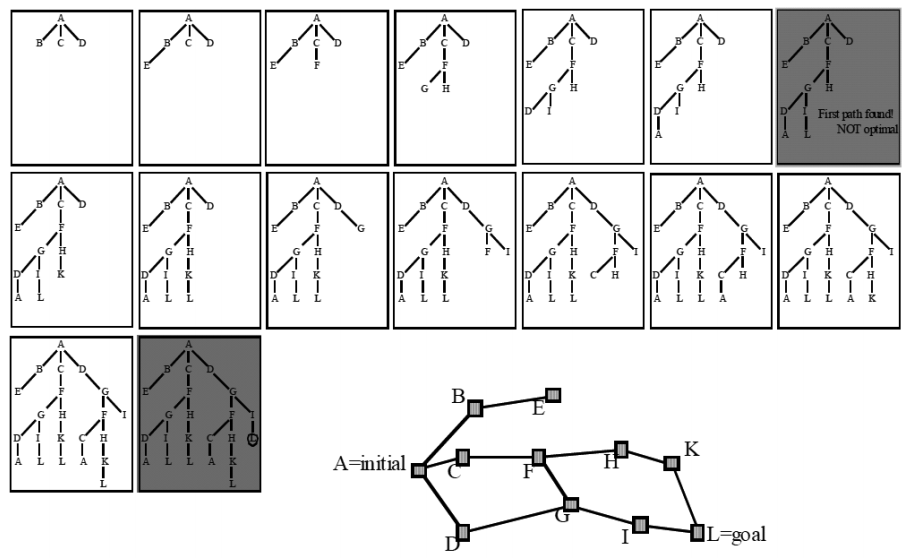 A
B C D
A
B C D
E
A
B C D
E F
A
B C D
E F
G H
A
B C D
E F
G H
D I
A
B C D
E F
G H
D I
A
A
B C D
E F
G H
D I First path found!
A L NOT optimal
A
B C D
E F
G H
D I K
A L
A
B C D
E F
G H
D I K
A L L
A
B C D
E F G
G H
D I K
A L L
A
B C D
E F G
G H F I
D I K
A L L
A
B C D
E F G
G H F I
D I K C H
A L L
A
B C D
E F G
G H F I
D I K C H
A L L A
A
B C D
E F G
G H F I
D I K C H
A L L A K
A
B C D
E F G
G H F I
D I K C H
A L L A K
L
A
B C D
E F G
G H F I
D I K C H L
A L L A K
L
B E
A=initial C F H K
D G I L=goal